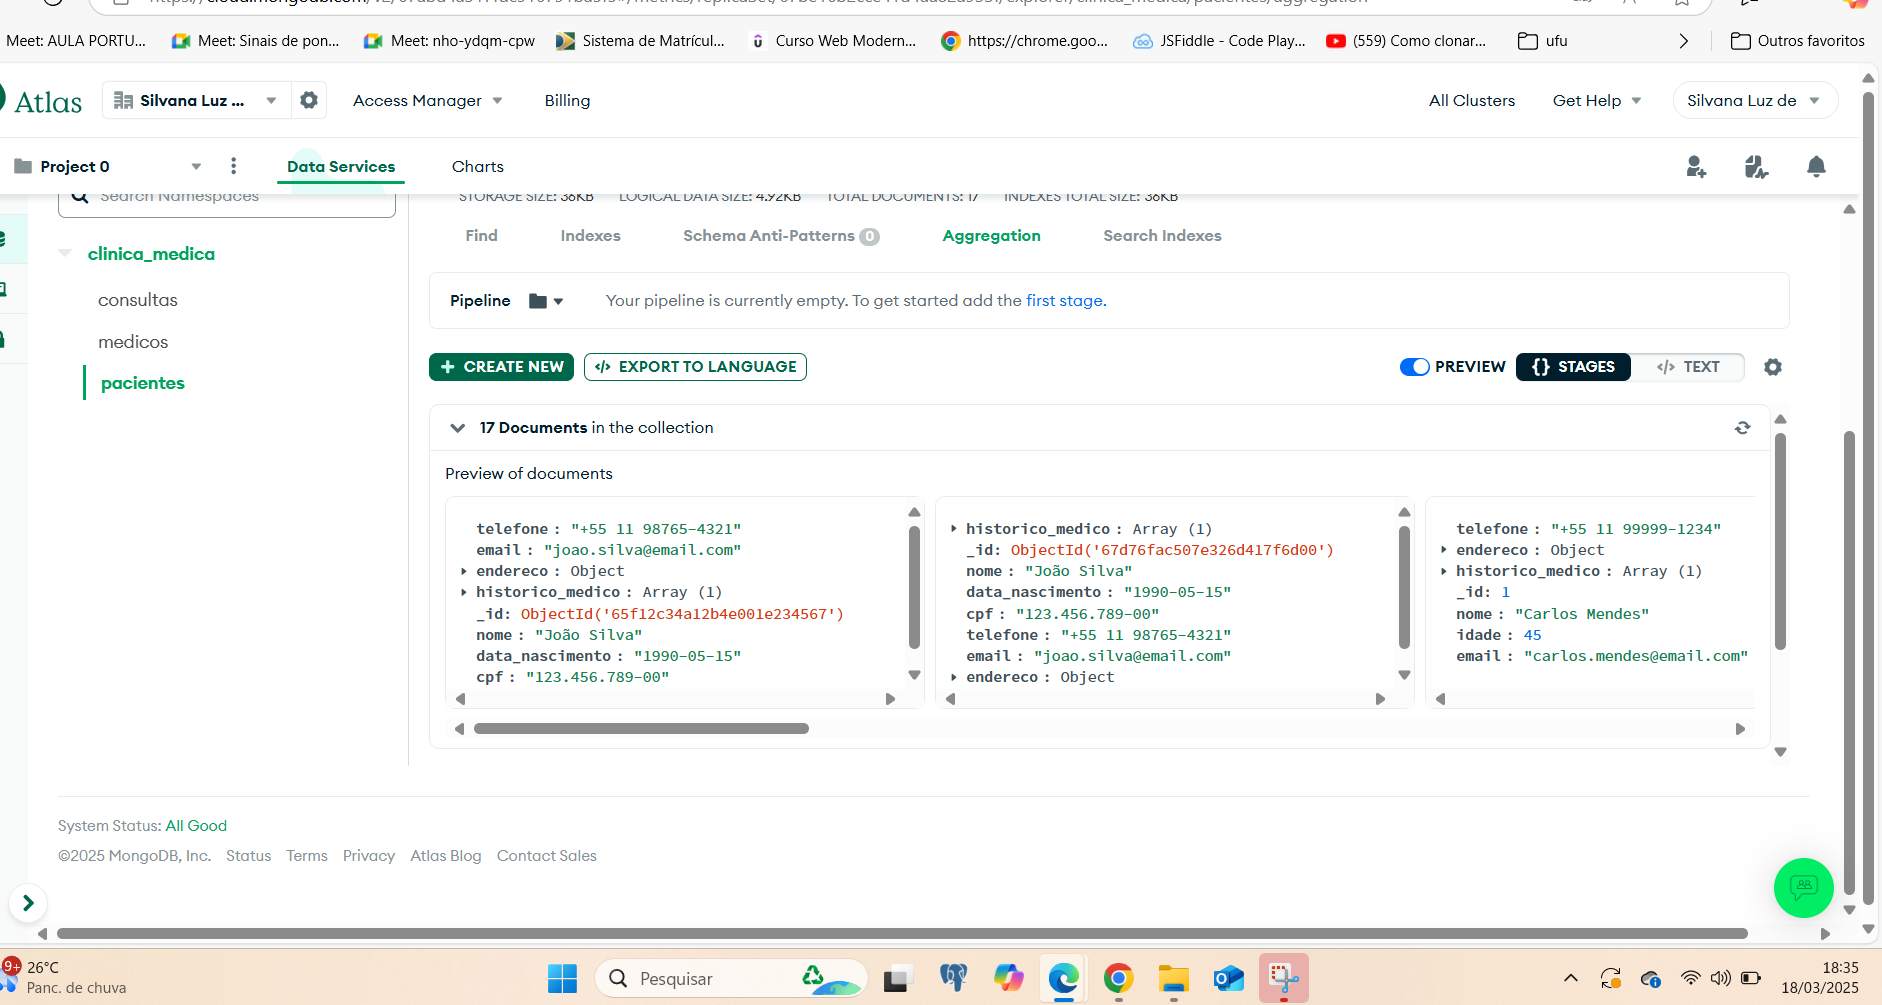 Meet: AULA PORTU... Meet: Sinais de pon... Meet: nho-ydqm-cpw Sistema de Matrícul... Curso Web Modern... https://chrome.goo... JSFiddle - Code Play... (559) Como clonar... ufu Outros favoritos
Atlas Silvana Luz ... Access Manager Billing All Clusters Get Help Silvana Luz de
Project 0 Data Services Charts
Search Namespaces STORAGE SIZE: 36KB LOGICAL DATA SIZE: 4.92KB TOTAL DOCUMENTS: 17 INDEXES TOTAL SIZE: 36KB
Find Indexes Schema Anti-Patterns 0 Aggregation Search Indexes
clinica_medica
consultas
medicos
pacientes
Pipeline Your pipeline is currently empty. To get started add the first stage.
+ CREATE NEW </> EXPORT TO LANGUAGE PREVIEW {} STAGES </> TEXT
17 Documents in the collection
Preview of documents
telefone : "+55 11 98765-4321"
email : "joao.silva@email.com"
endereco : Object
historico_medico : Array (1)
_id: ObjectId('65f12c34a12b4e001e234567')
nome : "João Silva"
data_nascimento : "1990-05-15"
cpf : "123.456.789-00"
historico_medico : Array (1)
_id: ObjectId('67d76fac507e326d417f6d00')
nome : "João Silva"
data_nascimento : "1990-05-15"
cpf : "123.456.789-00"
telefone : "+55 11 98765-4321"
email : "joao.silva@email.com"
endereco : Object
telefone : "+55 11 99999-1234"
endereco : Object
historico_medico : Array (1)
_id: 1
nome : "Carlos Mendes"
idade : 45
email : "carlos.mendes@email.com"
System Status: All Good
©2025 MongoDB, Inc. Status Terms Privacy Atlas Blog Contact Sales
9+ 26°C
Panc. de chuva
Pesquisar
18:35
18/03/2025